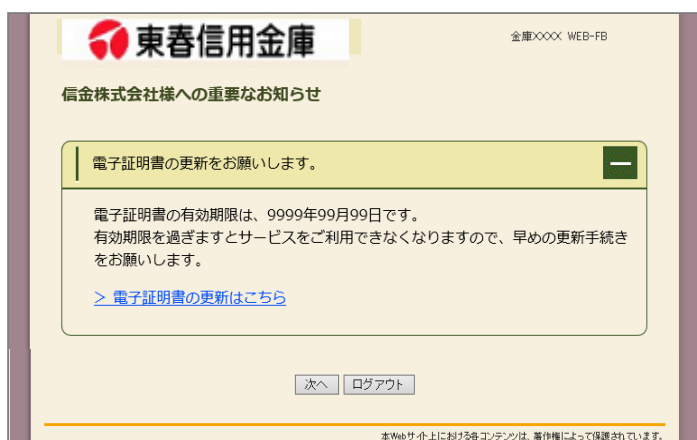 東春信用金庫
金庫XXXX WEB-FB
信金株式会社様への重要なお知らせ
電子証明書の更新をお願いします。
電子証明書の有効期限は、9999年99月99日です。
有効期限を過ぎますとサービスをご利用できなくなりますので、早めの更新手続き
をお願いします。
> 電子証明書の更新はこちら
次へ ログアウト
本Webサイト上における各コンテンツは、著作権によって保護されています。